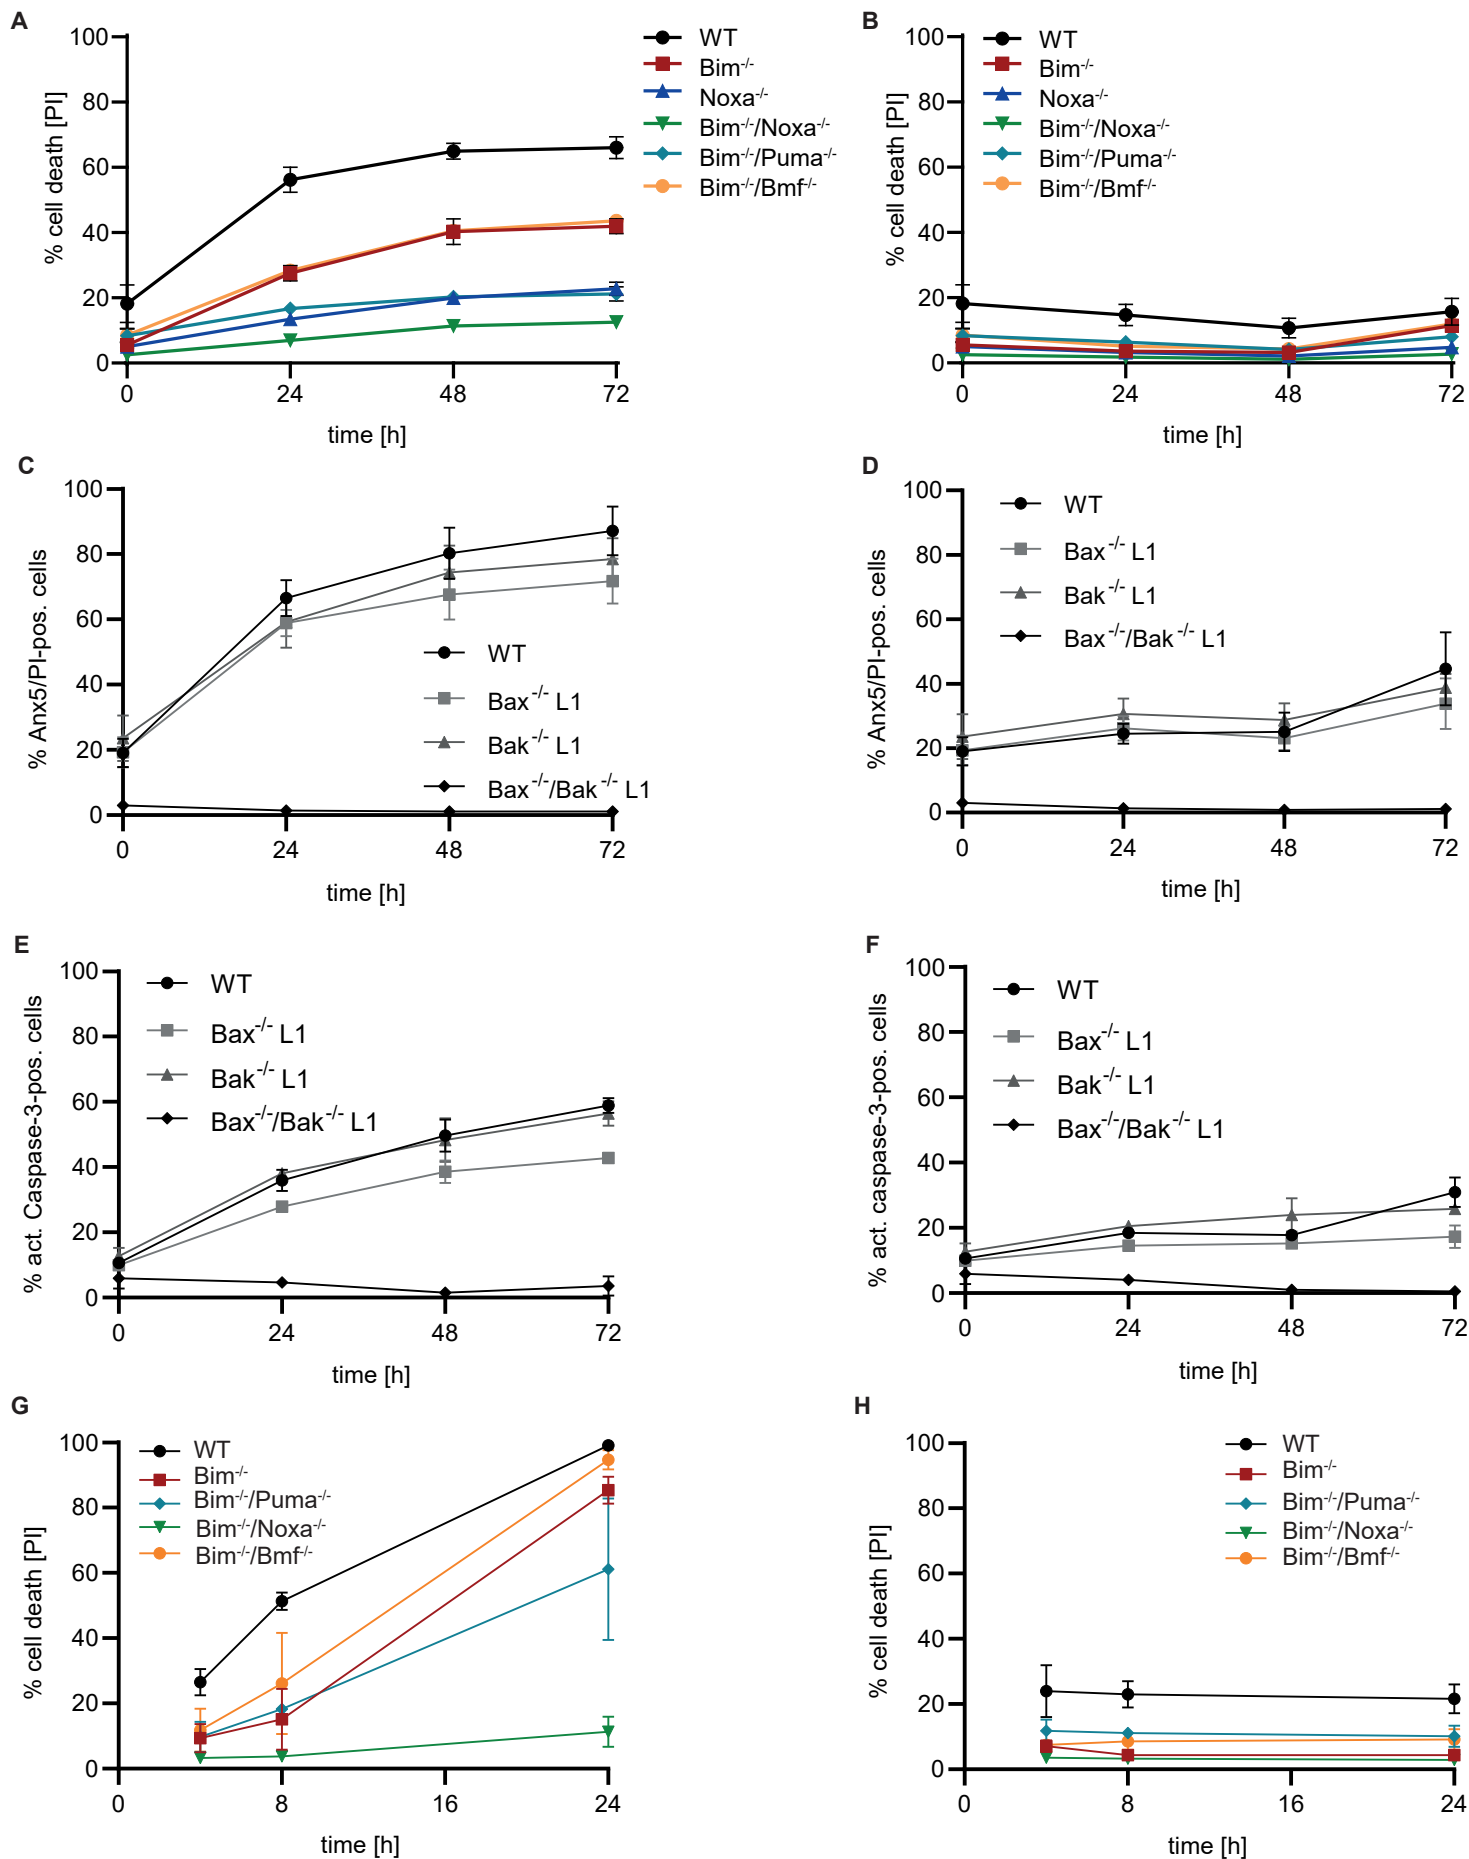 A
% cell death [PI]
100
80
60
40
20
0
0 24 48 72
time [h]
WT
Bim-/-
Noxa-/-
Bim-/-/Noxa-/-
Bim-/-/Puma-/-
Bim-/-/Bmf-/-
B
% cell death [PI]
100
80
60
40
20
0
0 24 48 72
time [h]
WT
Bim-/-
Noxa-/-
Bim-/-/Noxa-/-
Bim-/-/Puma-/-
Bim-/-/Bmf-/-
C
% Anx5/PI-pos. cells
100
80
60
40
20
0
0 24 48 72
time [h]
WT
Bax-/- L1
Bak-/- L1
Bax-/-/Bak-/- L1
D
% Anx5/PI-pos. cells
100
80
60
40
20
0
0 24 48 72
time [h]
WT
Bax-/- L1
Bak-/- L1
Bax-/-/Bak-/- L1
E
% act. Caspase-3-pos. cells
100
80
60
40
20
0
0 24 48 72
time [h]
WT
Bax-/- L1
Bak-/- L1
Bax-/-/Bak-/- L1
F
% act. caspase-3-pos. cells
100
80
60
40
20
0
0 24 48 72
time [h]
WT
Bax-/- L1
Bak-/- L1
Bax-/-/Bak-/- L1
G
% cell death [PI]
100
80
60
40
20
0
0 8 16 24
time [h]
WT
Bim-/-
Bim-/-/Puma-/-
Bim-/-/Noxa-/-
Bim-/-/Bmf-/-
H
% cell death [PI]
100
80
60
40
20
0
0 8 16 24
time [h]
WT
Bim-/-
Bim-/-/Puma-/-
Bim-/-/Noxa-/-
Bim-/-/Bmf-/-